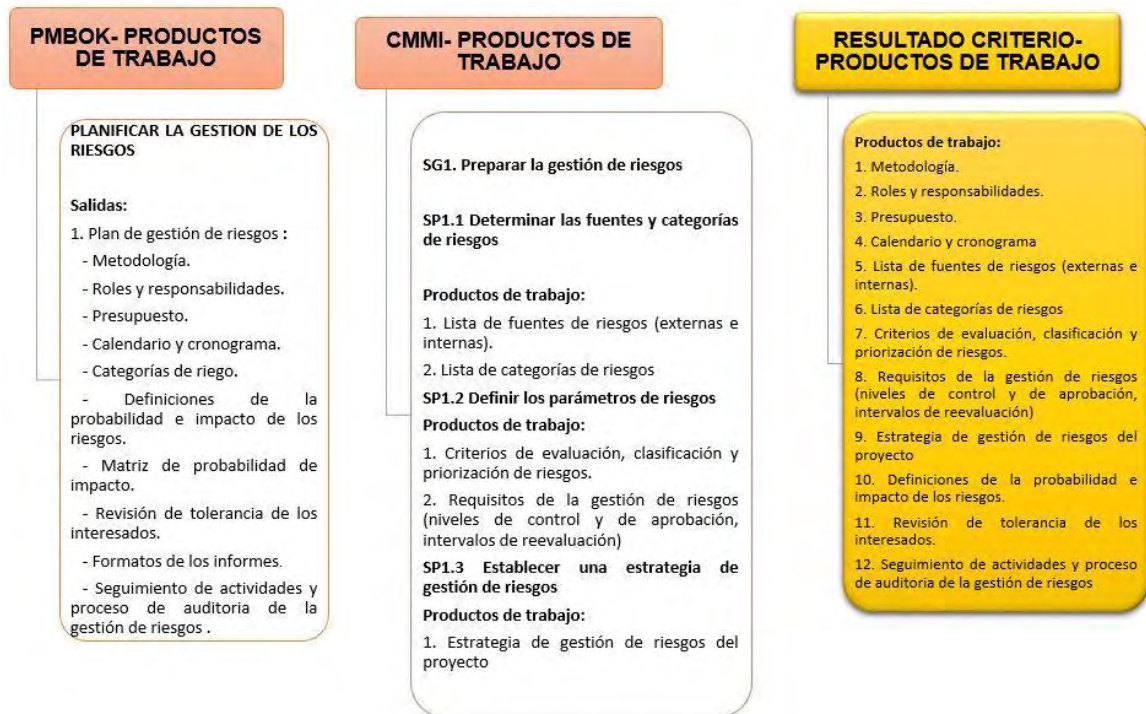 PMBOK- PRODUCTOS
DE TRABAJO
PLANIFICAR LA GESTION DE LOS
RIESGOS
Salidas:
1. Plan de gestión de riesgos :
- Metodología.
- Roles y responsabilidades.
- Presupuesto.
- Calendario y cronograma.
- Categorías de riego.
- Definiciones de la
probabilidad e impacto de los
riesgos.
- Matriz de probabilidad de
impacto.
- Revisión de tolerancia de los
interesados.
- Formatos de los informes.
- Seguimiento de actividades y
proceso de auditoria de la
gestión de riesgos .
CMMI- PRODUCTOS DE
TRABAJO
SG1. Preparar la gestión de riesgos
SP1.1 Determinar las fuentes y categorías
de riesgos
Productos de trabajo:
1. Lista de fuentes de riesgos (externas e
internas).
2. Lista de categorías de riesgos
SP1.2 Definir los parámetros de riesgos
Productos de trabajo:
1. Criterios de evaluación, clasificación y
priorización de riesgos.
2. Requisitos de la gestión de riesgos
(niveles de control y de aprobación,
intervalos de reevaluación)
SP1.3 Establecer una estrategia de
gestión de riesgos
Productos de trabajo:
1. Estrategia de gestión de riesgos del
proyecto
RESULTADO CRITERIO-
PRODUCTOS DE TRABAJO
Productos de trabajo:
1. Metodología.
2. Roles y responsabilidades.
3. Presupuesto.
4. Calendario y cronograma
5. Lista de fuentes de riesgos (externas e
internas).
6. Lista de categorías de riesgos
7. Criterios de evaluación, clasificación y
priorización de riesgos.
8. Requisitos de la gestión de riesgos
(niveles de control y de aprobación,
intervalos de reevaluación)
9. Estrategia de gestión de riesgos del
proyecto
10. Definiciones de la probabilidad e
impacto de los riesgos.
11. Revisión de tolerancia de los
interesados.
12. Seguimiento de actividades y proceso
de auditoria de la gestión de riesgos